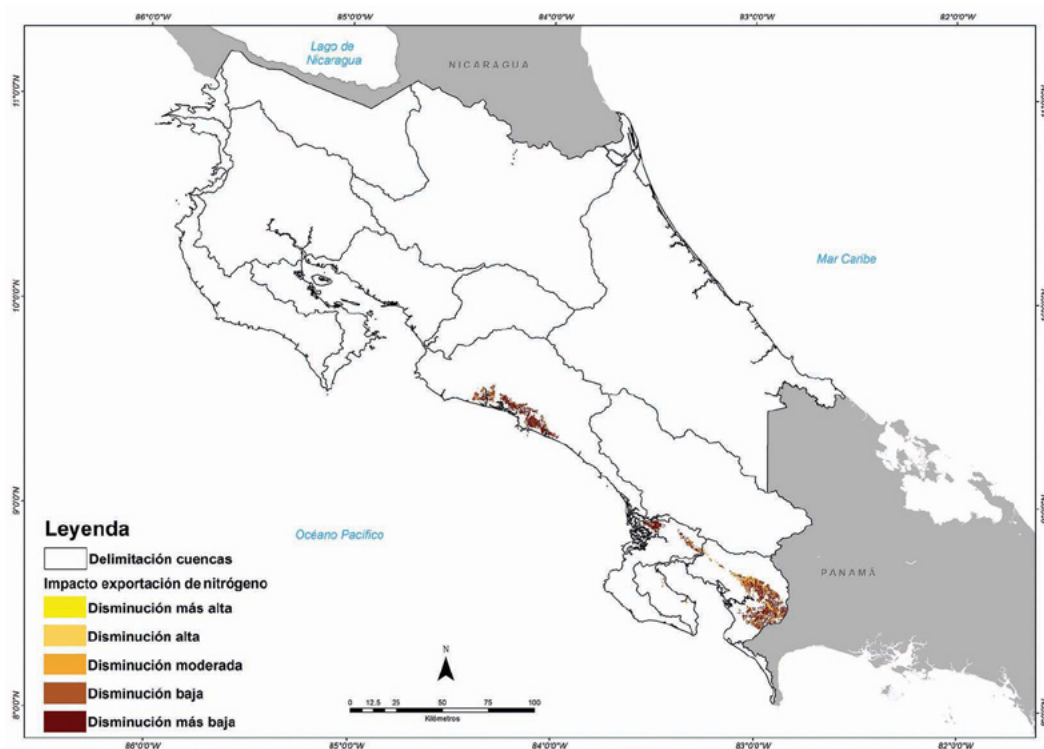 86°0'0"W 85°0'0"W 84°0'0"W 83°0'0"W 82°0'0"W
Lago de
Nicaragua
NICARAGUA
11°0'0"N
Mar Caribe
10°0'0"N
9°0'0"N
Océano Pacífico
PANAMÁ
8°0'0"N
Leyenda
Delimitación cuencas
Impacto exportación de nitrógeno
Disminución más alta
Disminución alta
Disminución moderada
Disminución baja
Disminución más baja
N
0 12.5 25 50 75 100
Kilómetros
86°0'0"W 85°0'0"W 84°0'0"W 83°0'0"W 82°0'0"W